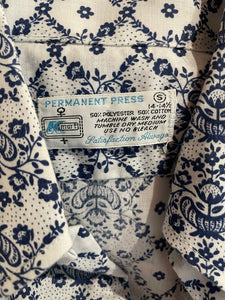 PERMANENT PRESS
S
14-14½
50% POLYESTER 50% COTTON
MACHINE WASH AND
TUMBLE DRY MEDIUM
USE NO BLEACH
Kmart
Satisfaction Always